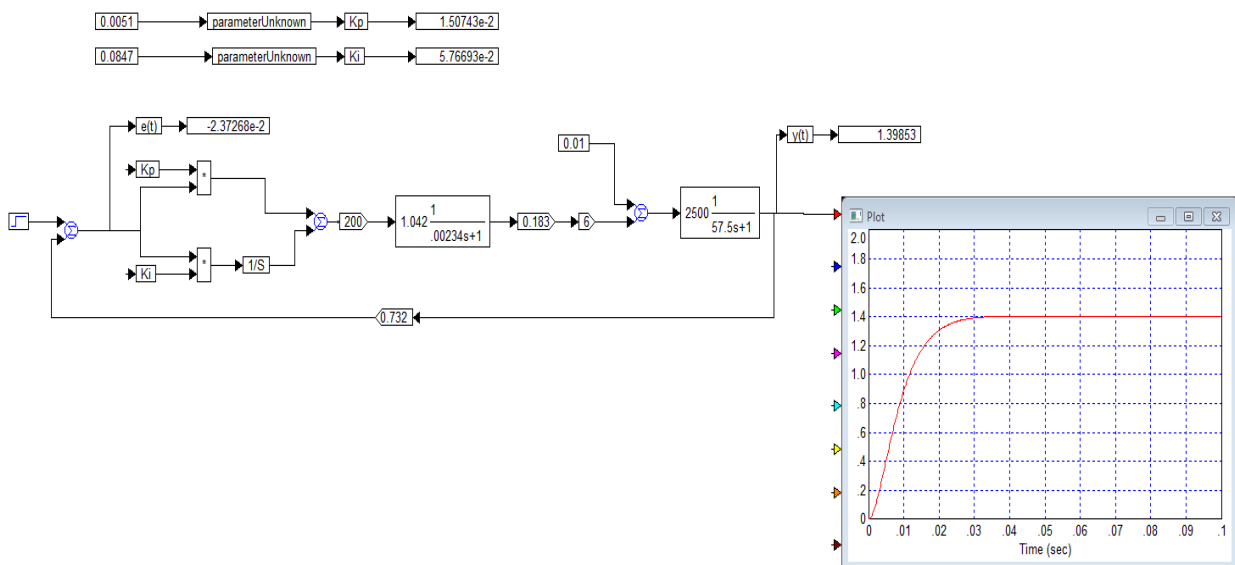 0.0051 parameterUnknown Kp 1.50743e-2
0.0847 parameterUnknown Ki 5.76693e-2
e(t) -2.37268e-2
0.01
y(t) 1.39853
Kp
*
200
1.042 1
.00234s+1
0.183
6
2500 1
57.5s+1
Ki
*
1/S
0.732
Plot
2.0
1.8
1.6
1.4
1.2
1.0
.8
.6
.4
.2
0
0 .01 .02 .03 .04 .05 .06 .07 .08 .09 .1
Time (sec)